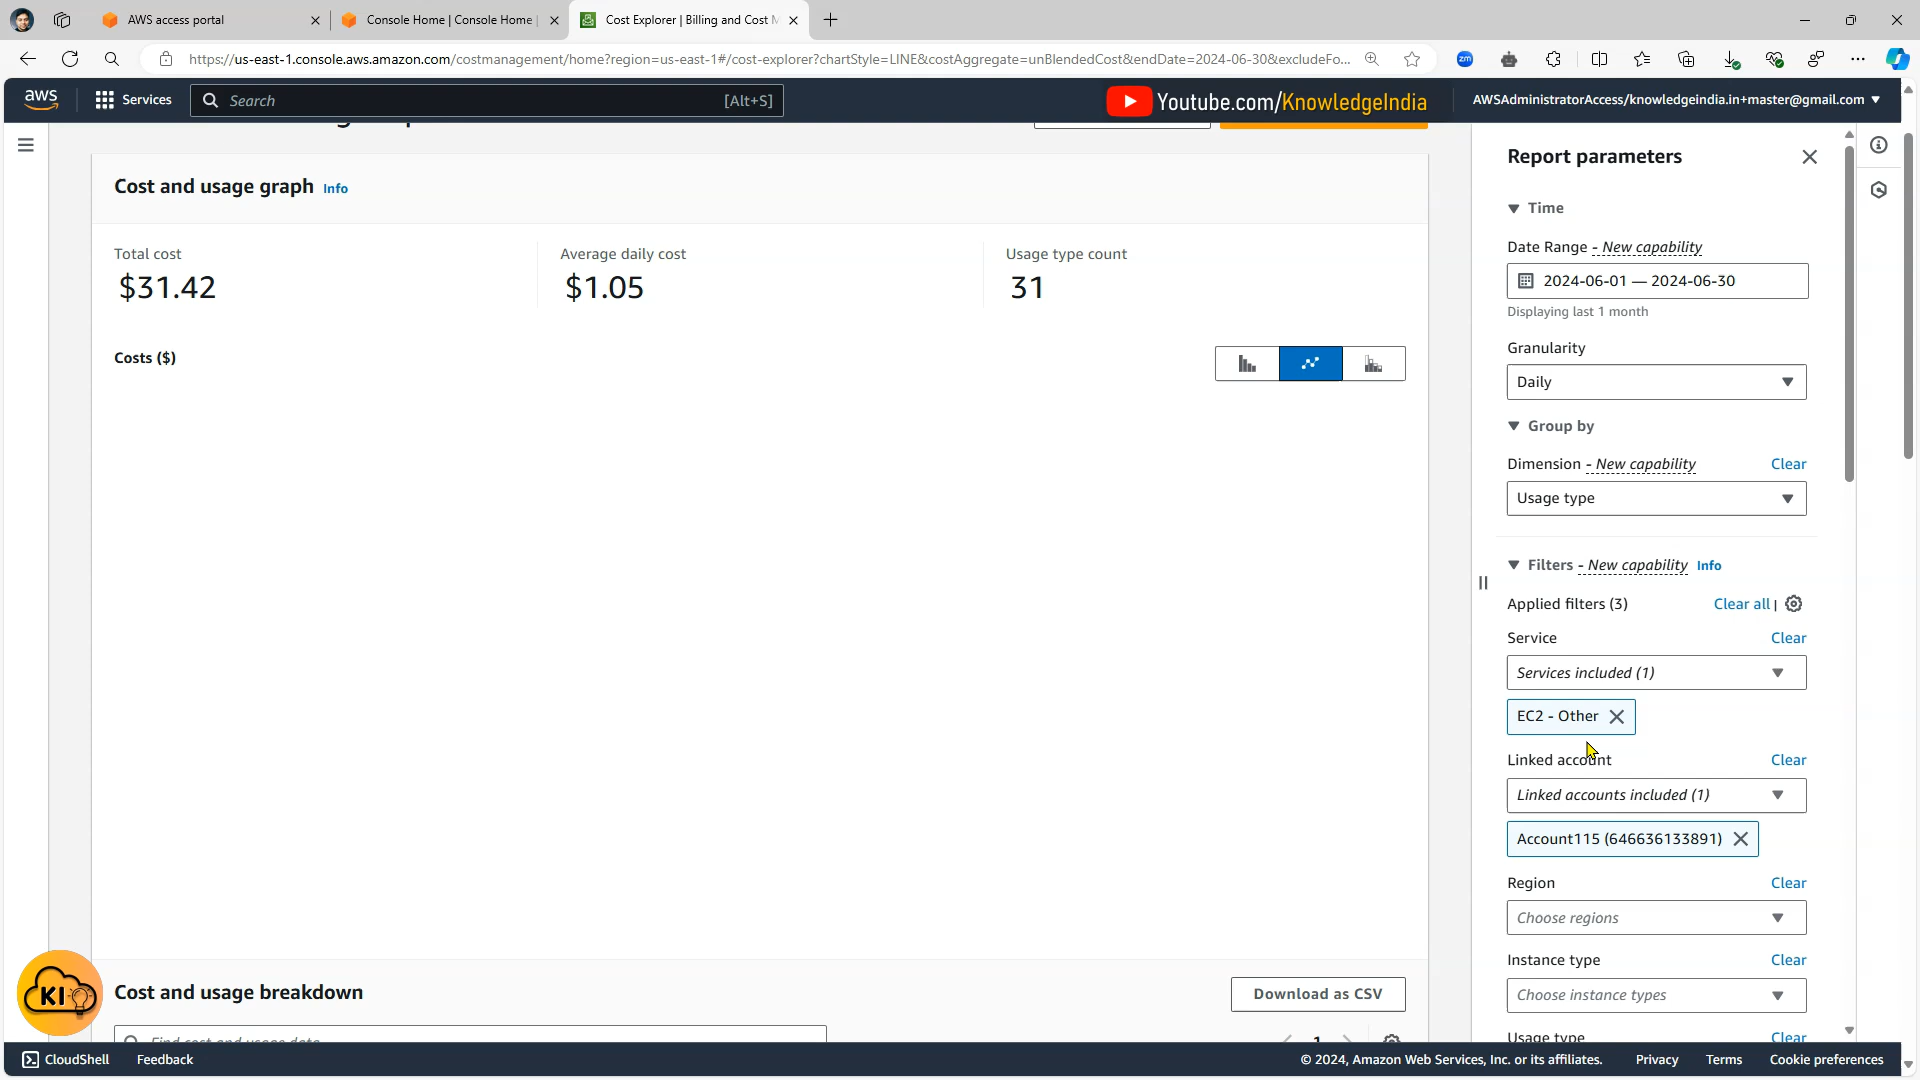 AWS access portal
Console Home | Console Home |
Cost Explorer | Billing and Cost M
https://us-east-1.console.aws.amazon.com/costmanagement/home?region=us-east-1#/cost-explorer?chartStyle=LINE&costAggregate=unBlendedCost&endDate=2024-06-30&excludeFo...
zm
aws
Services
Search
[Alt+S]
Youtube.com/KnowledgeIndia
AWSAdministratorAccess/knowledgeindia.in+master@gmail.com
Cost and usage graph Info
Total cost
$31.42
Average daily cost
$1.05
Usage type count
31
Costs ($)
Cost and usage breakdown
Download as CSV
Find cost and usage data
1
Report parameters
Time
Date Range - New capability
2024-06-01 — 2024-06-30
Displaying last 1 month
Granularity
Daily
Group by
Dimension - New capability
Clear
Usage type
Filters - New capability Info
Applied filters (3)
Clear all |
Service
Clear
Services included (1)
EC2 - Other
Linked account
Clear
Linked accounts included (1)
Account115 (646636133891)
Region
Clear
Choose regions
Instance type
Clear
Choose instance types
Usage type
Clear
KI
CloudShell
Feedback
© 2024, Amazon Web Services, Inc. or its affiliates.
Privacy
Terms
Cookie preferences